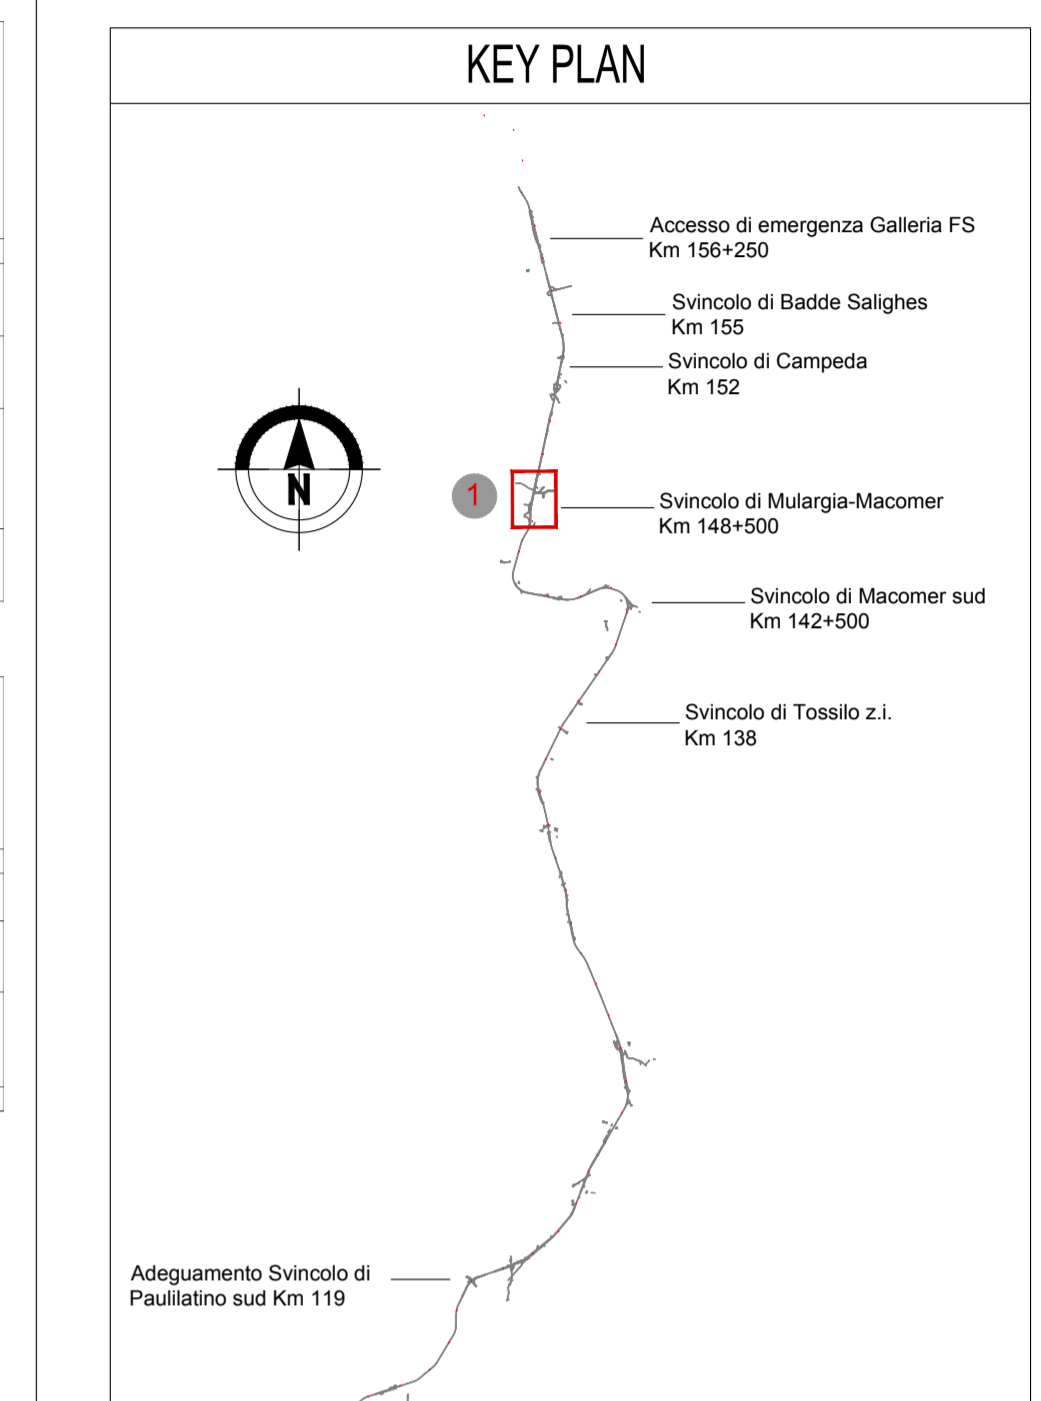 KEY PLAN
Accesso di emergenza Galleria FS
Km 156+250
Svincolo di Badde Salighes
Km 155
Svincolo di Campeda
Km 152
N
1
Svincolo di Mulargia-Macomer
Km 148+500
Svincolo di Macomer sud
Km 142+500
Svincolo di Tossilo z.i.
Km 138
Adeguamento Svincolo di
Paulilatino sud Km 119